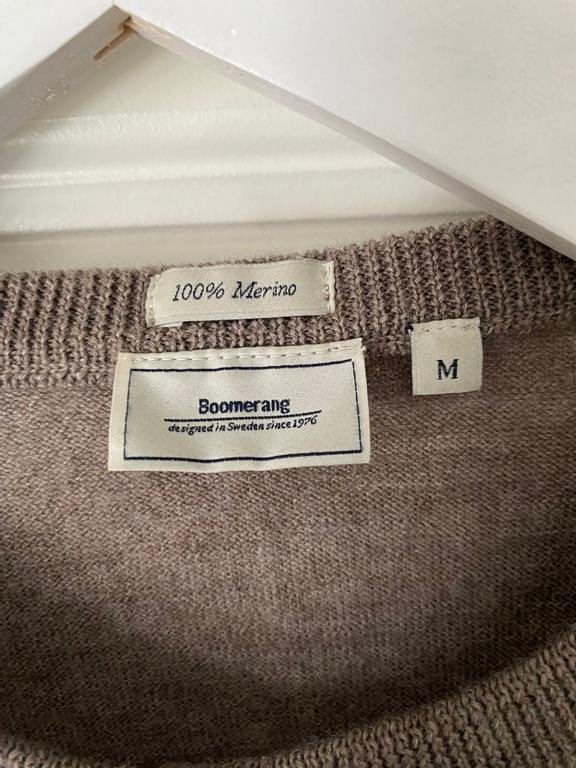 100% Merino
Boomerang
designed in Sweden since 1976
M